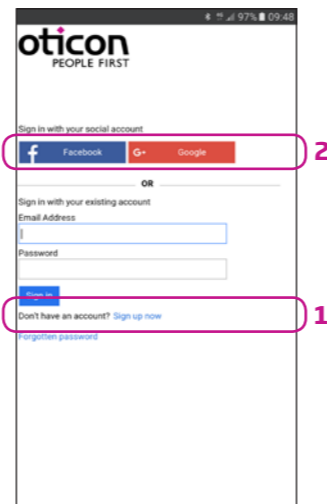 97% 09:48
oticon
PEOPLE FIRST
Sign in with your social account
Facebook G+ Google
2
OR
Sign in with your existing account
Email Address
Password
Sign in
1
Don't have an account? Sign up now
Forgotten password